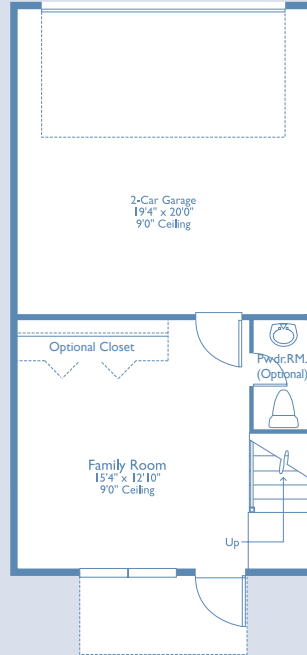 2-Car Garage
19'4" x 20'0"
9'0" Ceiling
Optional Closet
Pwdr.RM.
(Optional)
Family Room
15'4" x 12'10"
9'0" Ceiling
Up